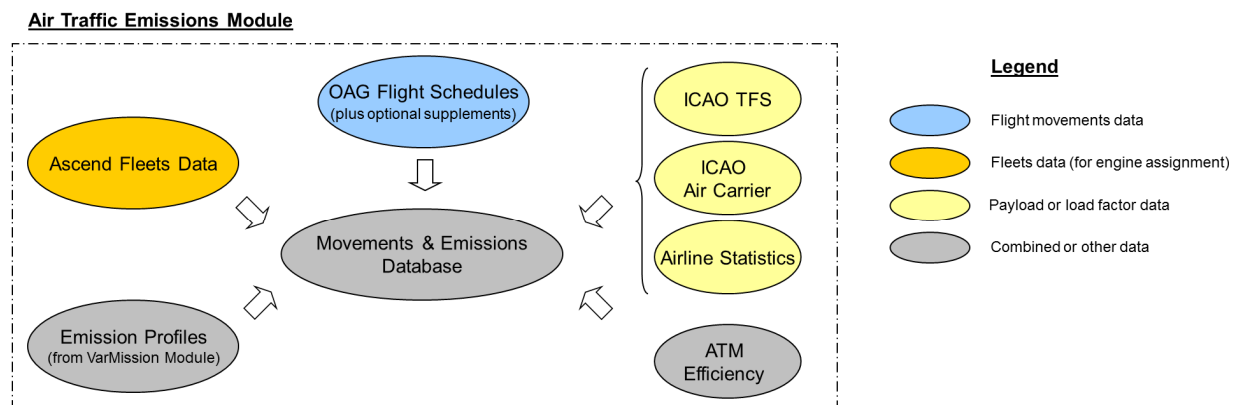 Air Traffic Emissions Module
OAG Flight Schedules
(plus optional supplements)
Ascend Fleets Data
Movements & Emissions
Database
Emission Profiles
(from VarMission Module)
ICAO TFS
ICAO
Air Carrier
Airline Statistics
ATM
Efficiency
Legend
Flight movements data
Fleets data (for engine assignment)
Payload or load factor data
Combined or other data